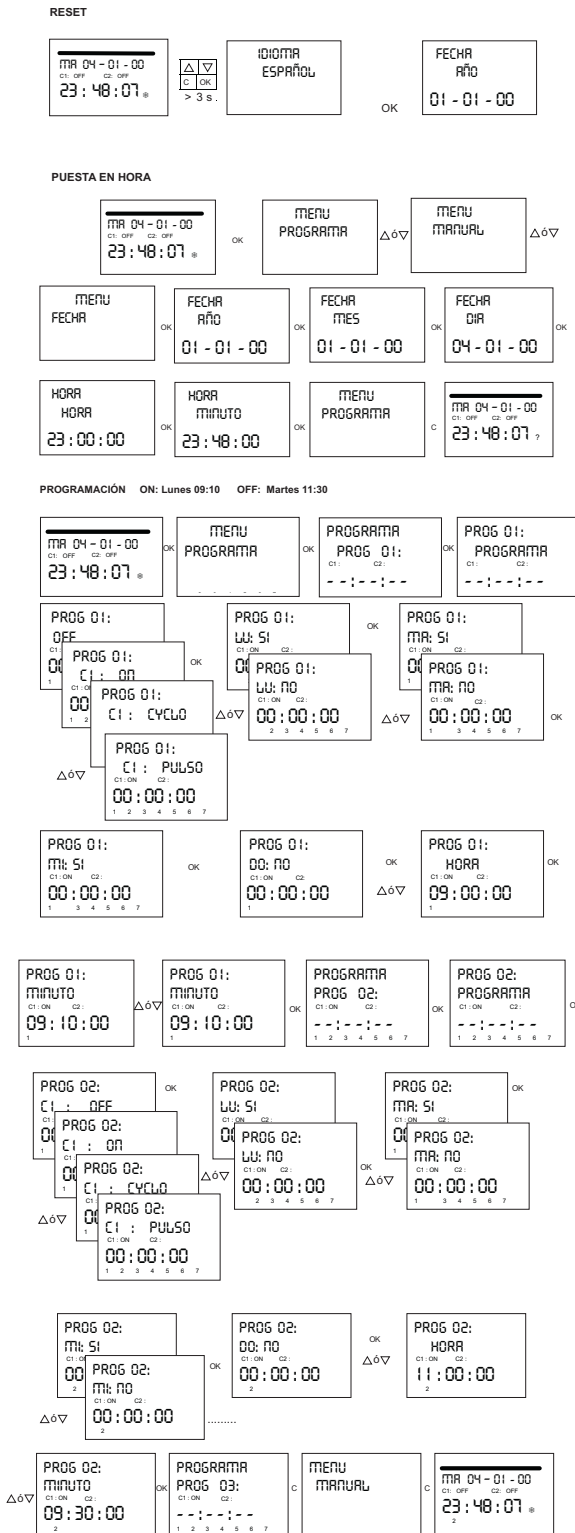 RESET
MA 04 - 01 - 00
C1: OFF C2: OFF
23 : 48 : 07
△ ▽
C OK
> 3 s .
IDIOMA
ESPAÑOL
OK
FECHA
AÑO
01 - 01 - 00
PUESTA EN HORA
MA 04 - 01 - 00
C1: OFF C2: OFF
23 : 48 : 07
OK
MENU
PROGRAMA
△ ó ▽
MENU
MANUAL
△ ó ▽
MENU
FECHA
OK
FECHA
AÑO
01 - 01 - 00
OK
FECHA
MES
01 - 01 - 00
OK
FECHA
DIA
04 - 01 - 00
OK
HORA
HORA
23 : 00 : 00
OK
HORA
MINUTO
23 : 48 : 00
OK
MENU
PROGRAMA
C
MA 04 - 01 - 00
C1: OFF C2: OFF
23 : 48 : 07 ?
PROGRAMACIÓN ON: Lunes 09:10 OFF: Martes 11:30
MA 04 - 01 - 00
C1: OFF C2: OFF
23 : 48 : 07
OK
MENU
PROGRAMA
OK
PROGRAMA
PROG 01:
C1 : C2 :
- - : - - : - -
OK
PROG 01:
PROGRAMA
C1 : C2 :
- - : - - : - -
PROG 01:
OFF
C1 :
1
PROG 01:
C1 : ON
00
1 2
OK
PROG 01:
C1 : CYCLO
PROG 01:
C1 : PULSO
C1 : ON C2 :
00 : 00 : 00
1 2 3 4 5 6 7
△ ó ▽
△ ó ▽
PROG 01:
LU: SI
OK
PROG 01:
LU: NO
C1 : ON C2 :
00 : 00 : 00
2 3 4 5 6 7
△ ó ▽
PROG 01:
MA: SI
PROG 01:
MA: NO
C1 : ON C2 :
00 : 00 : 00
1 3 4 5 6 7
OK
PROG 01:
MI: SI
C1 : ON C2 :
00 : 00 : 00
1 3 4 5 6 7
OK
PROG 01:
DO: NO
C1 : ON C2:
00 : 00 : 00
1
OK
△ ó ▽
PROG 01:
HORA
C1 : ON C2 :
09 : 00 : 00
1
OK
PROG 01:
MINUTO
C1 : ON C2 :
09 : 10 : 00
1
△ ó ▽
PROG 01:
MINUTO
C1 : ON C2 :
09 : 10 : 00
1
OK
PROGRAMA
PROG 02:
C1 : ON C2 :
- - : - - : - -
1 2 3 4 5 6 7
OK
PROG 02:
PROGRAMA
C1 : ON C2 :
- - : - - : - -
1 2 3 4 5 6 7
PROG 02:
C1 : OFF
1
OK
PROG 02:
C1 : ON
PROG 02:
C1 : CYCLO
PROG 02:
C1 : PULSO
C1 : ON C2 :
00 : 00 : 00
1 2 3 4 5 6 7
△ ó ▽
△ ó ▽
PROG 02:
LU: SI
PROG 02:
LU: NO
C1 : ON C2 :
00 : 00 : 00
2 3 4 5 6 7
OK
△ ó ▽
PROG 02:
MA: SI
OK
PROG 02:
MA: NO
C1 : ON C2 :
00 : 00 : 00
1 3 4 5 6 7
PROG 02:
MI: SI
00
2
PROG 02:
MI: NO
C1 : ON C2 :
00 : 00 : 00
2
△ ó ▽
.........
OK
PROG 02:
DO: NO
C1 : ON C2 :
00 : 00 : 00
2
OK
△ ó ▽
PROG 02:
HORA
C1 : ON C2 :
11 : 00 : 00
2
△ ó ▽
PROG 02:
MINUTO
C1 : ON C2 :
09 : 30 : 00
2
OK
PROGRAMA
PROG 03:
C1 : ON C2 :
- - : - - : - -
1 2 3 4 5 6 7
C
MENU
MANUAL
C
MA 04 - 01 - 00
C1: OFF C2: OFF
23 : 48 : 07
2